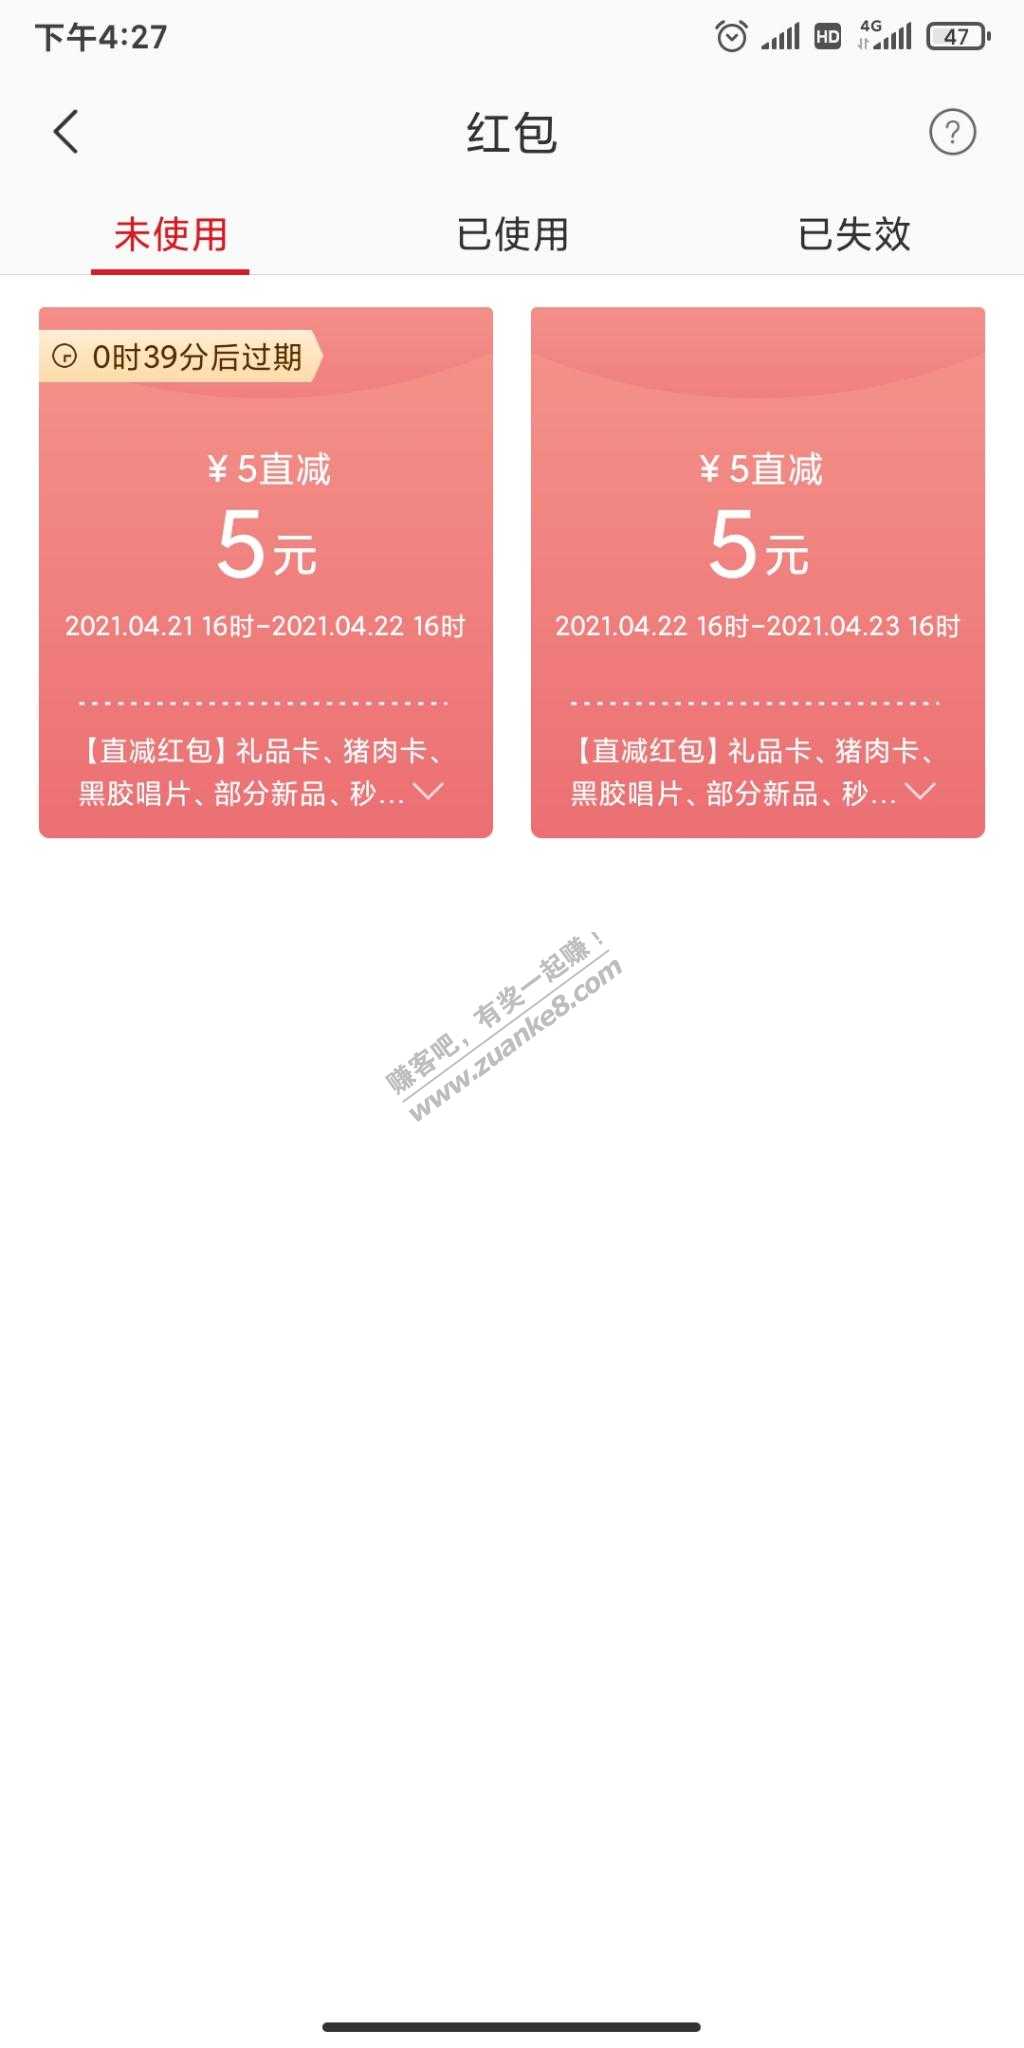 下午4:27
HD
4G
47
红包
?
未使用
已使用
已失效
0时39分后过期
¥5直减
5元
2021.04.21 16时-2021.04.22 16时
【直减红包】礼品卡、猪肉卡、
黑胶唱片、部分新品、秒...
¥5直减
5元
2021.04.22 16时-2021.04.23 16时
【直减红包】礼品卡、猪肉卡、
黑胶唱片、部分新品、秒...
赚客吧，有奖一起赚！
www.zuanke8.com